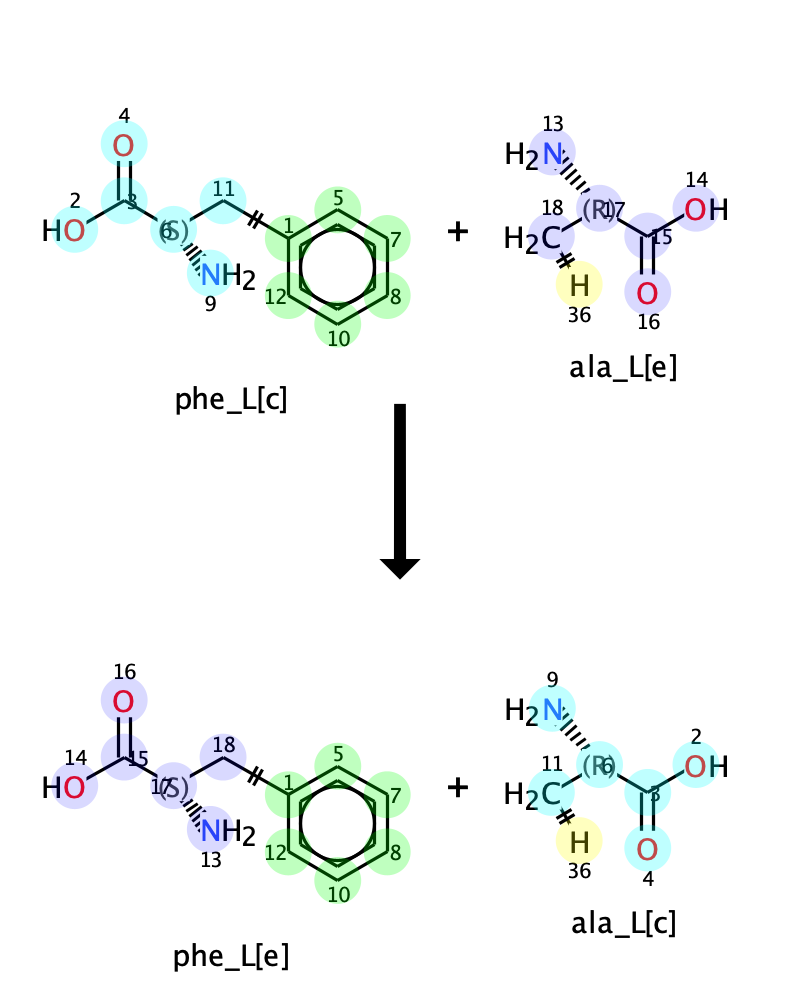 4 13
2 3 11 5 14
O H2N O
HO (S) 6 1 7 + 18 (R) 17 15 OH
NH2 H2C
9 12 8 H O
10 36 16
phe_L[c] ala_L[e]
16 9
14 15 18 5 2
O H2N O
HO (S) 17 1 7 + 11 (R) 6 3 OH
NH2 H2C
13 12 8 H O
10 36 4
phe_L[e] ala_L[c]